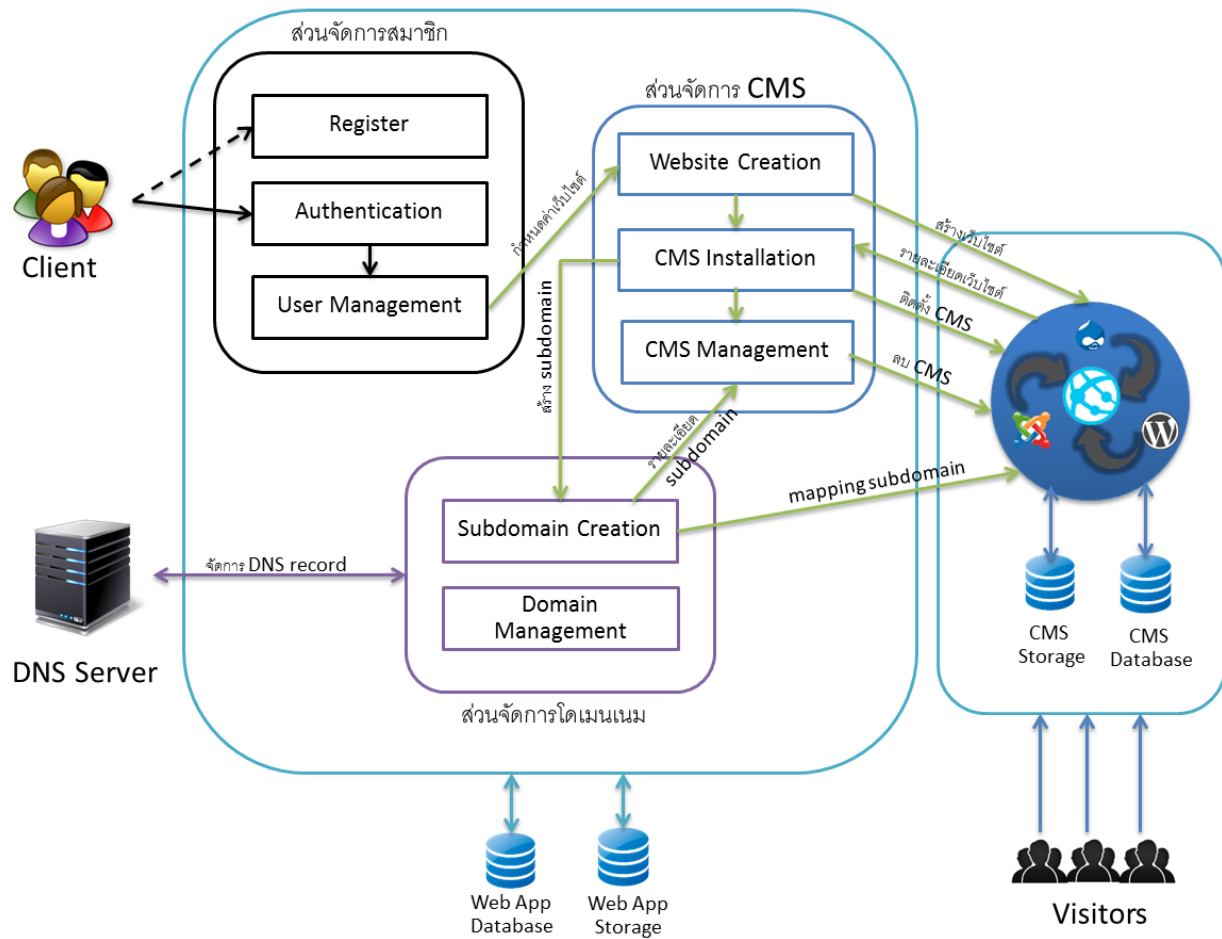 ส่วนจัดการสมาชิก
Register
Authentication
User Management
Client
กำหนดค่าเว็บไซต์
ส่วนจัดการ CMS
Website Creation
CMS Installation
CMS Management
สร้างเว็บไซต์
รายละเอียดเว็บไซต์
ติดตั้ง CMS
ลบ CMS
สร้าง subdomain
รายละเอียด
subdomain
mapping subdomain
Subdomain Creation
Domain
Management
ส่วนจัดการโดเมนเนม
จัดการ DNS record
DNS Server
CMS
Storage
CMS
Database
Web App
Database
Web App
Storage
Visitors